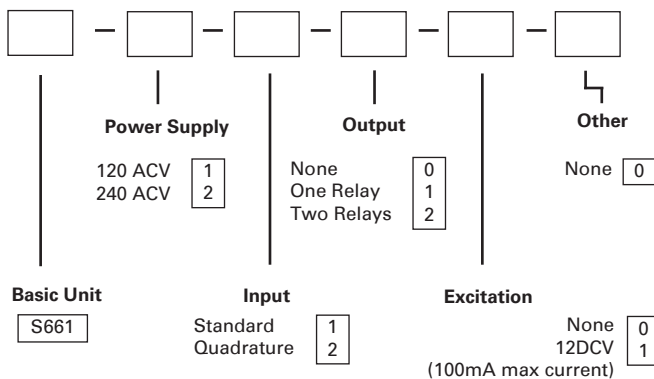 Power Supply
120 ACV 1
240 ACV 2
Output
None 0
One Relay 1
Two Relays 2
Other
None 0
Basic Unit
S661
Input
Standard 1
Quadrature 2
Excitation
None 0
12DCV 1
(100mA max current)